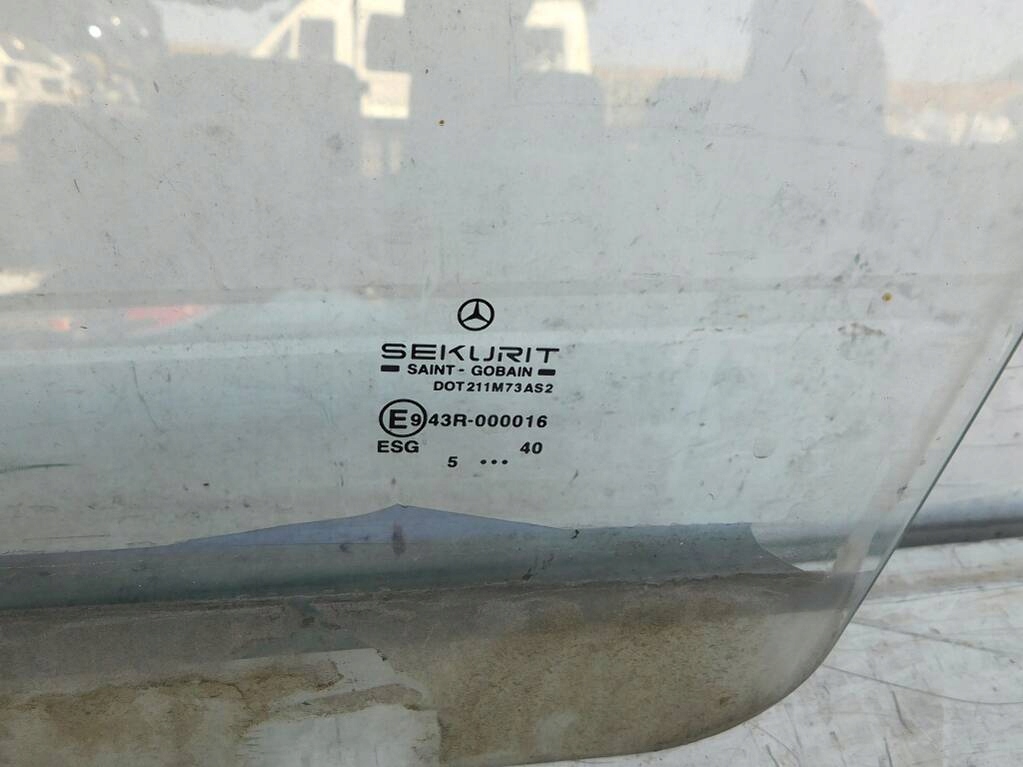 SEKURIT
SAINT - GOBAIN
DOT211M73AS2
E9 43R-000016
ESG 40
5 •••